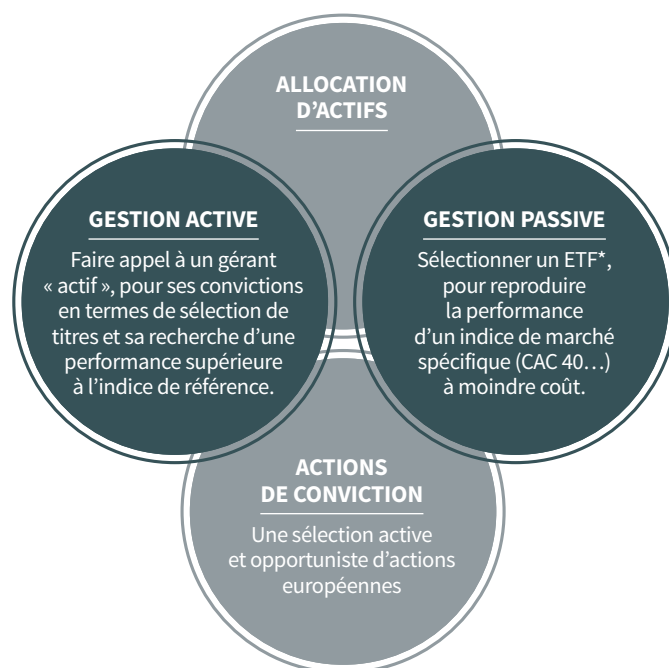 ALLOCATION
D’ACTIFS
GESTION ACTIVE
Faire appel à un gérant
« actif », pour ses convictions
en termes de sélection de
titres et sa recherche d’une
performance supérieure
à l’indice de référence.
GESTION PASSIVE
Sélectionner un ETF*,
pour reproduire
la performance
d’un indice de marché
spécifique (CAC 40…)
à moindre coût.
ACTIONS
DE CONVICTION
Une sélection active
et opportuniste d’actions
européennes